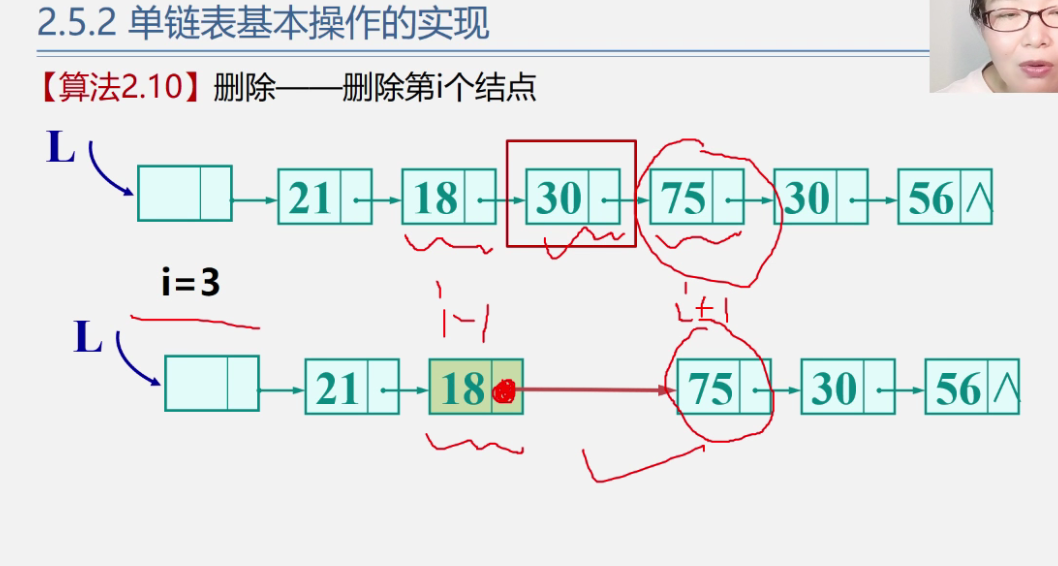 2.5.2 单链表基本操作的实现
【算法2.10】删除——删除第i个结点
L
21 18 30 75 30 56 ∧
i=3
i-1 i+1
L
21 18 75 30 56 ∧